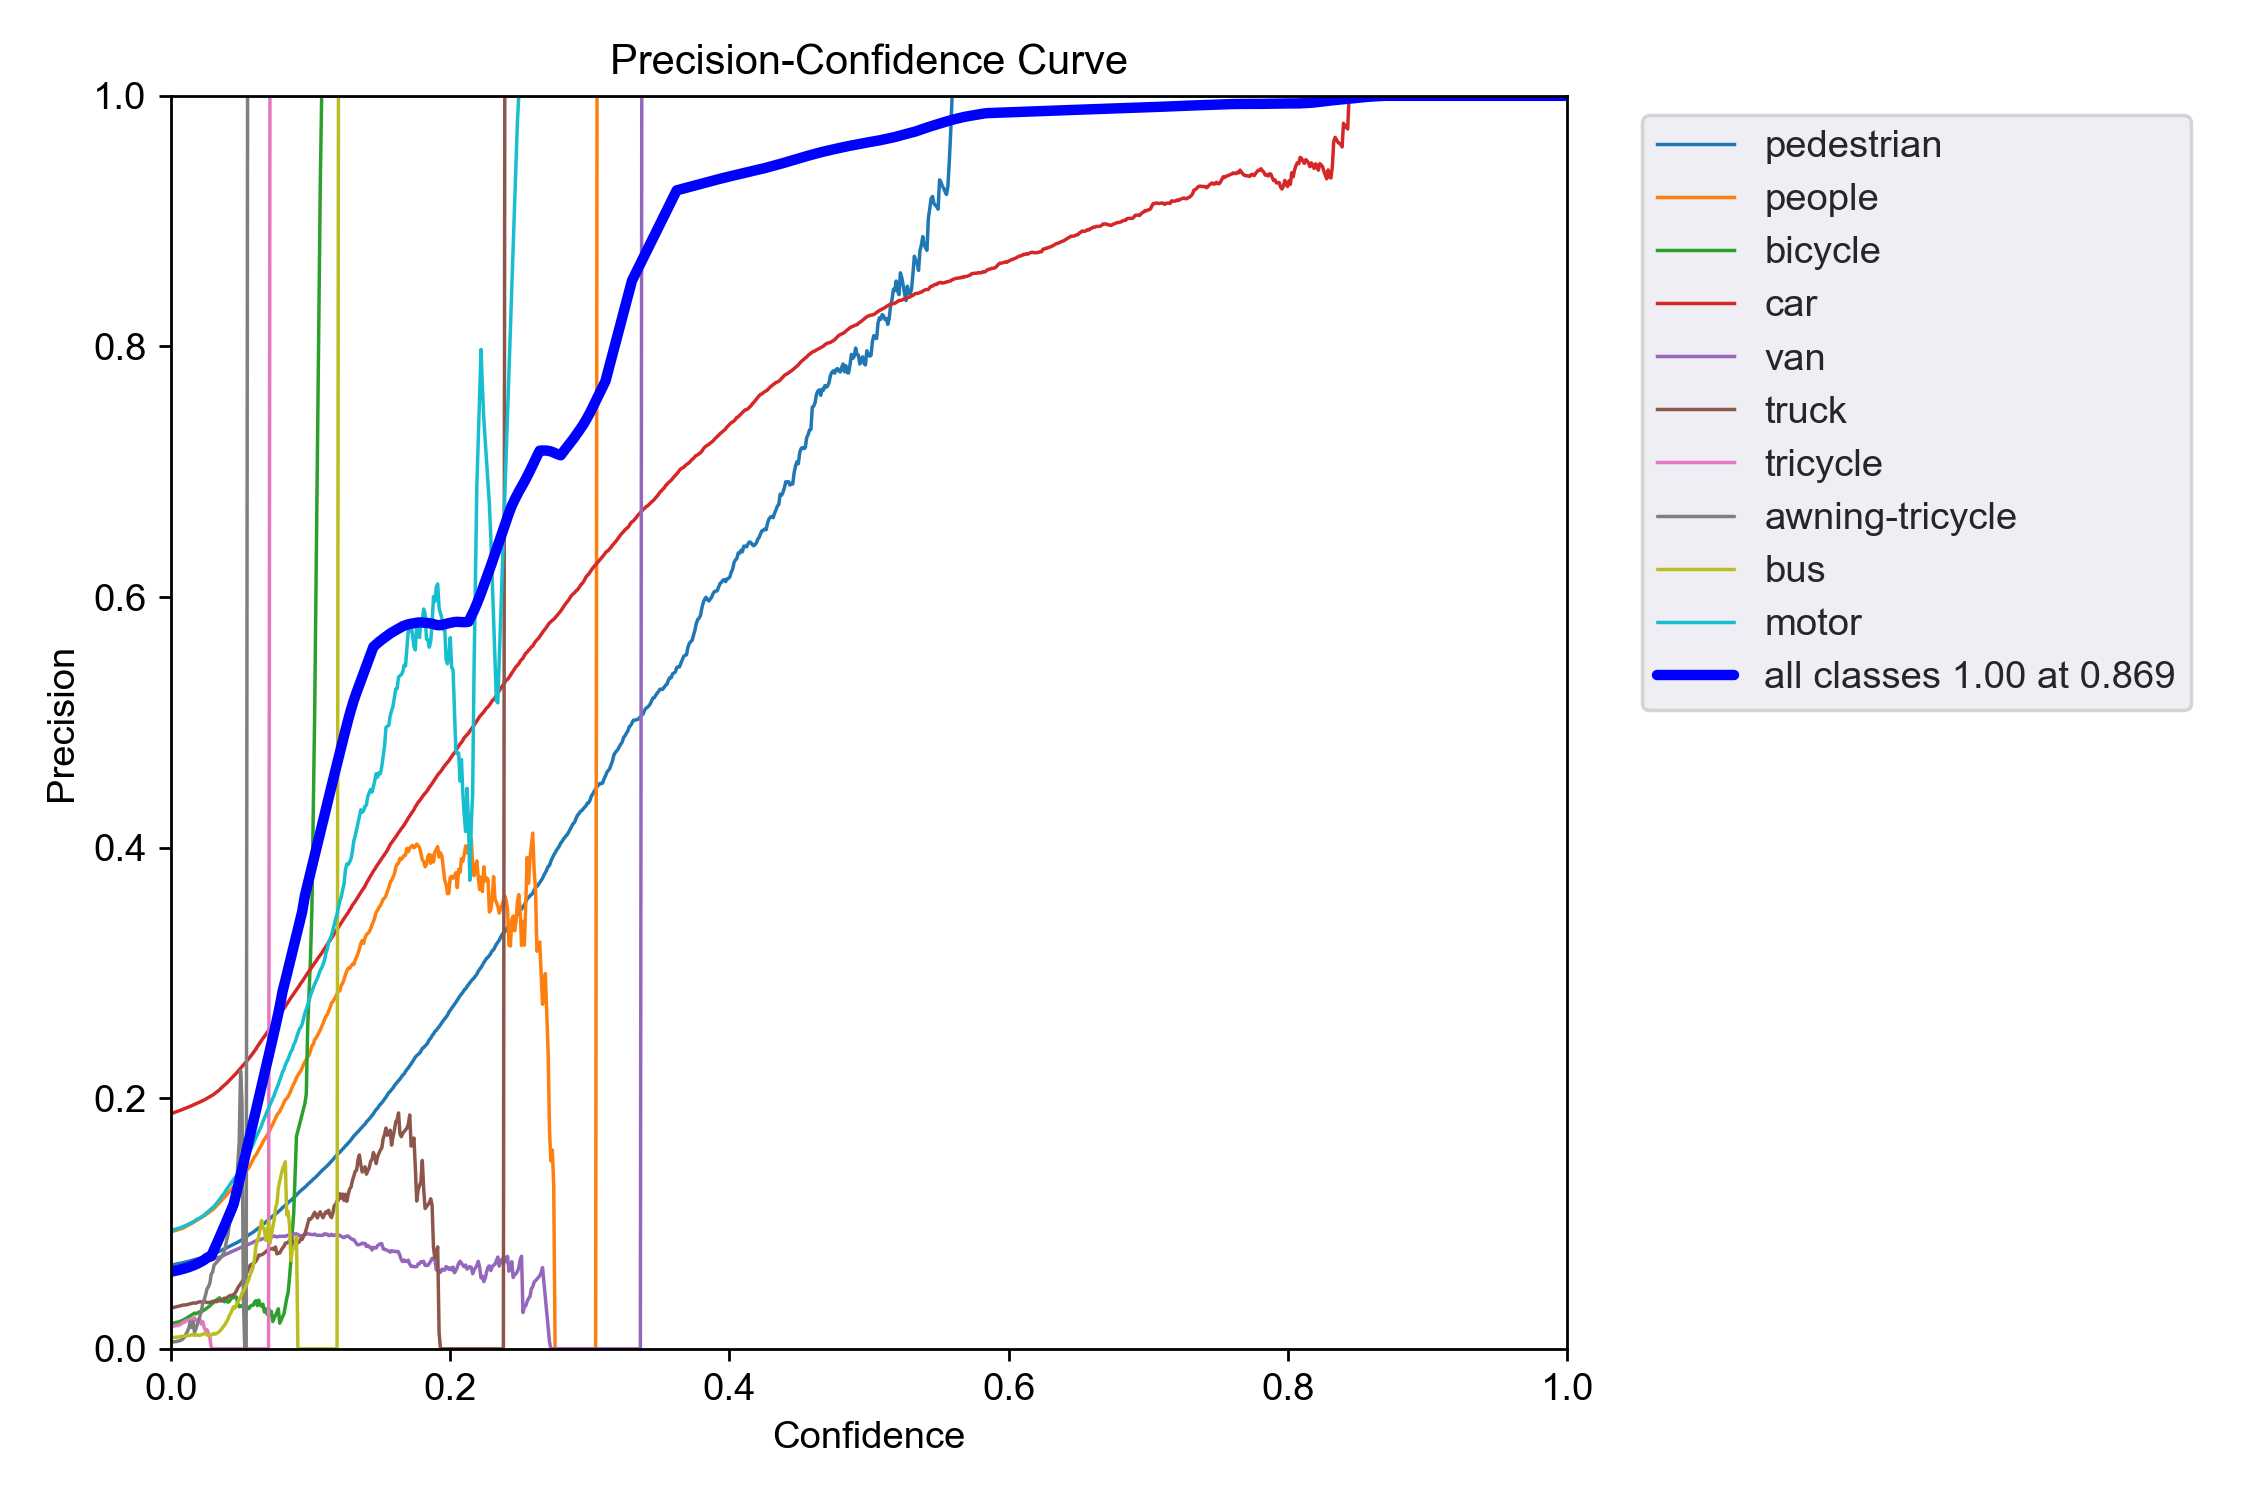 Precision-Confidence Curve
1.0
0.8
0.6
0.4
0.2
0.0
Precision
0.0 0.2 0.4 0.6 0.8 1.0
Confidence
pedestrian
people
bicycle
car
van
truck
tricycle
awning-tricycle
bus
motor
all classes 1.00 at 0.869